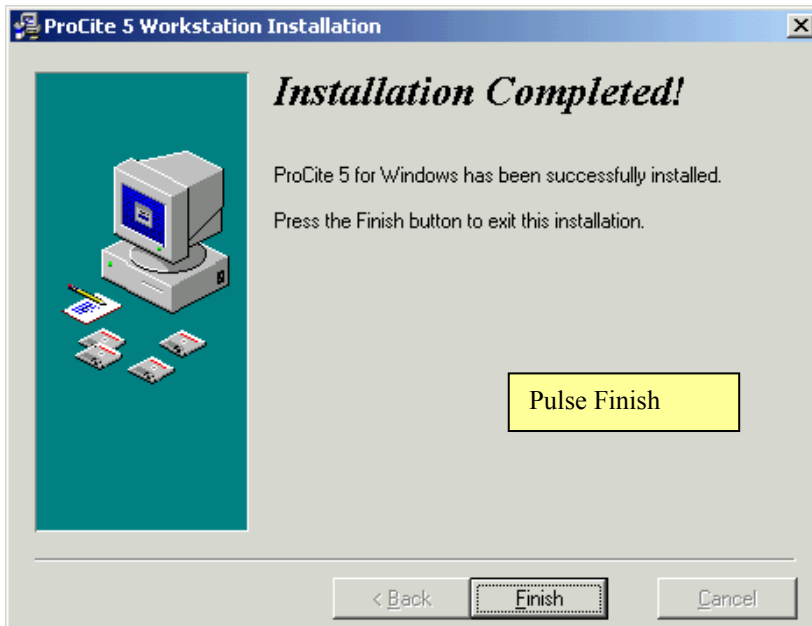 ProCite 5 Workstation Installation
Installation Completed!
ProCite 5 for Windows has been successfully installed.
Press the Finish button to exit this installation.
Pulse Finish
< Back
Finish
Cancel